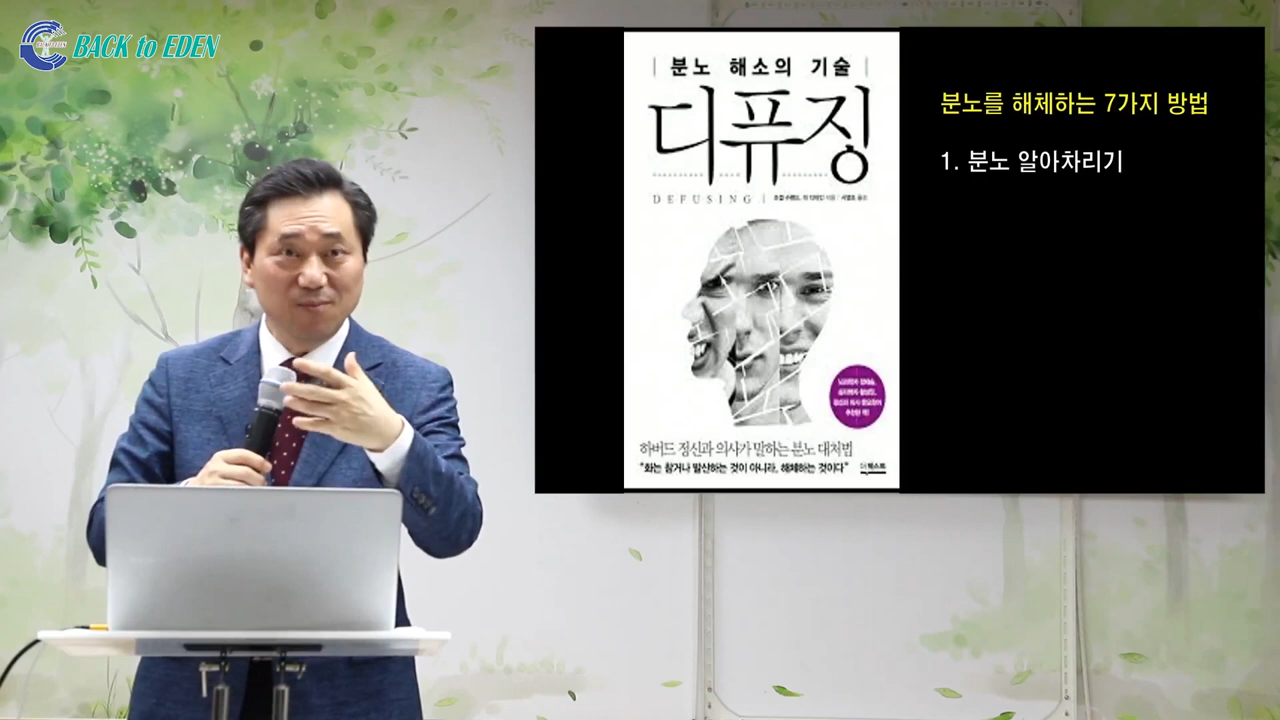 BACK to EDEN
분노 해소의 기술
디퓨징
DEFUSING
분노를 해체하는 7가지 방법
1. 분노 알아차리기
하버드 정신과 의사가 말하는 분노 대처법
“화는 참거나 발산하는 것이 아니라, 해체하는 것이다”